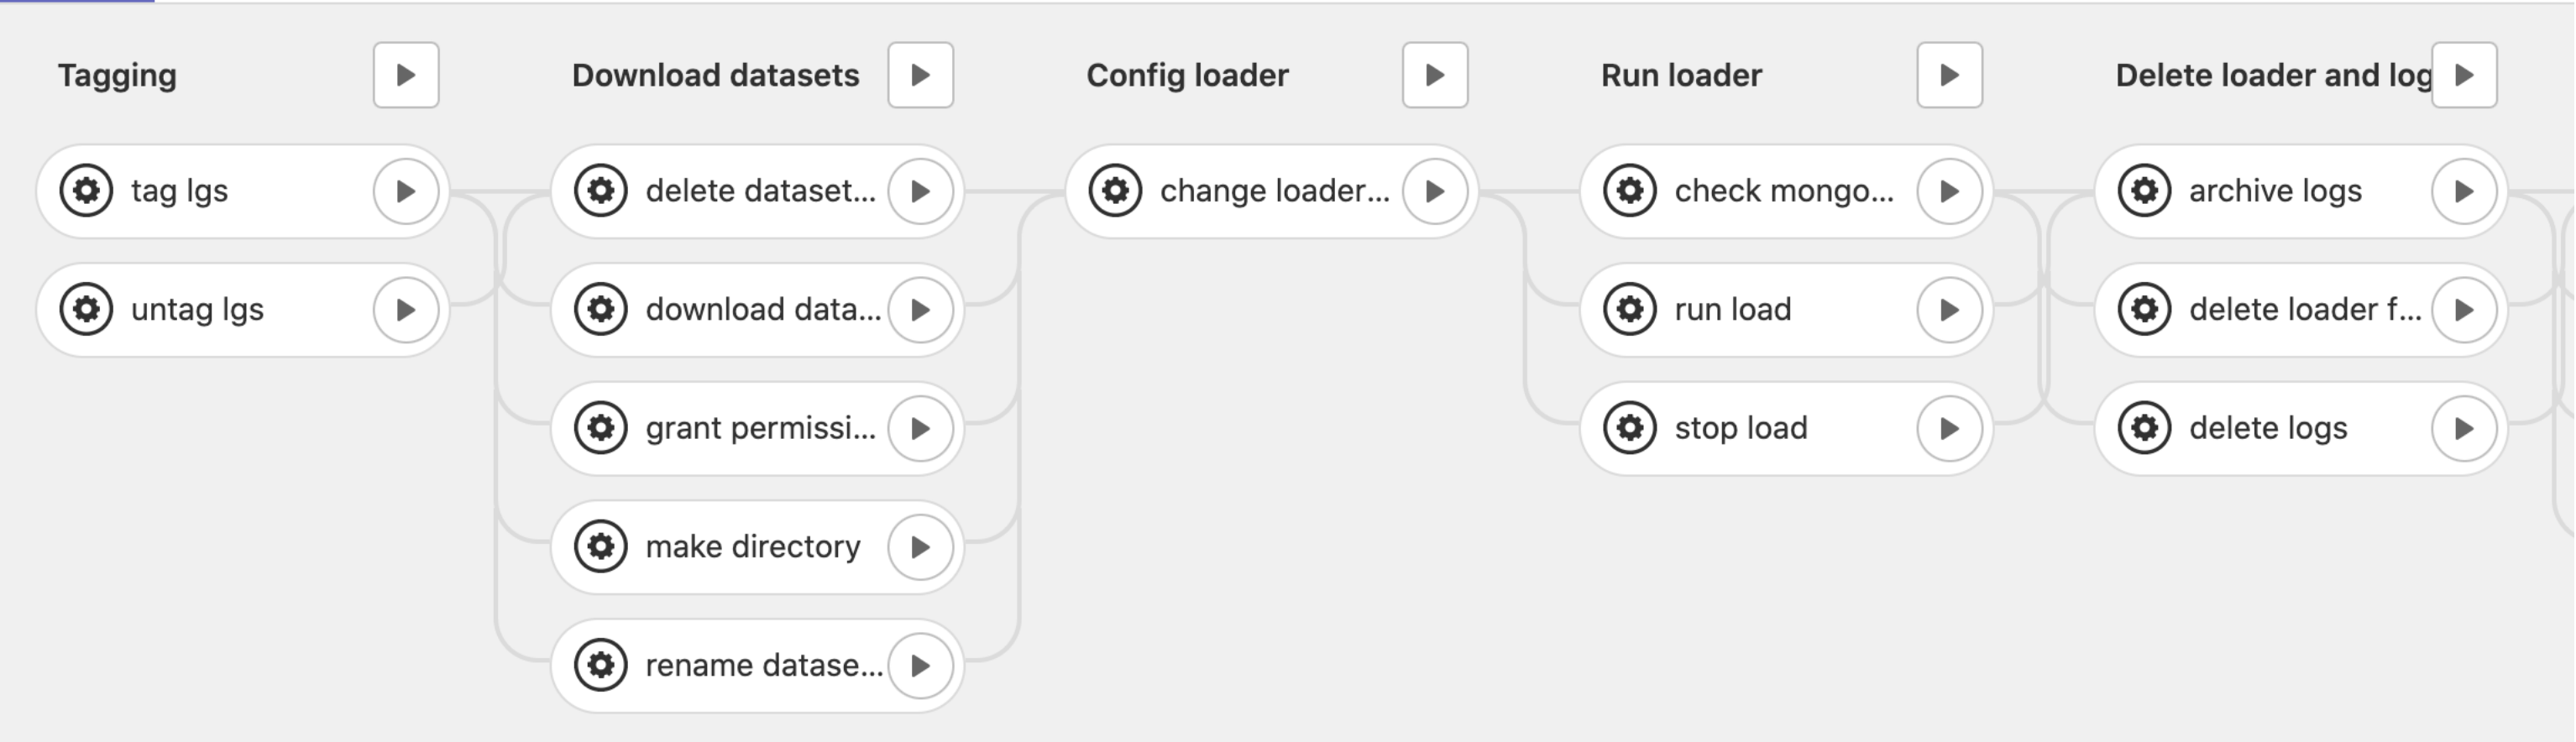 Tagging
tag lgs
untag lgs
Download datasets
delete dataset...
download data...
grant permissi...
make directory
rename datase...
Config loader
change loader...
Run loader
check mongo...
run load
stop load
Delete loader and log
archive logs
delete loader f...
delete logs